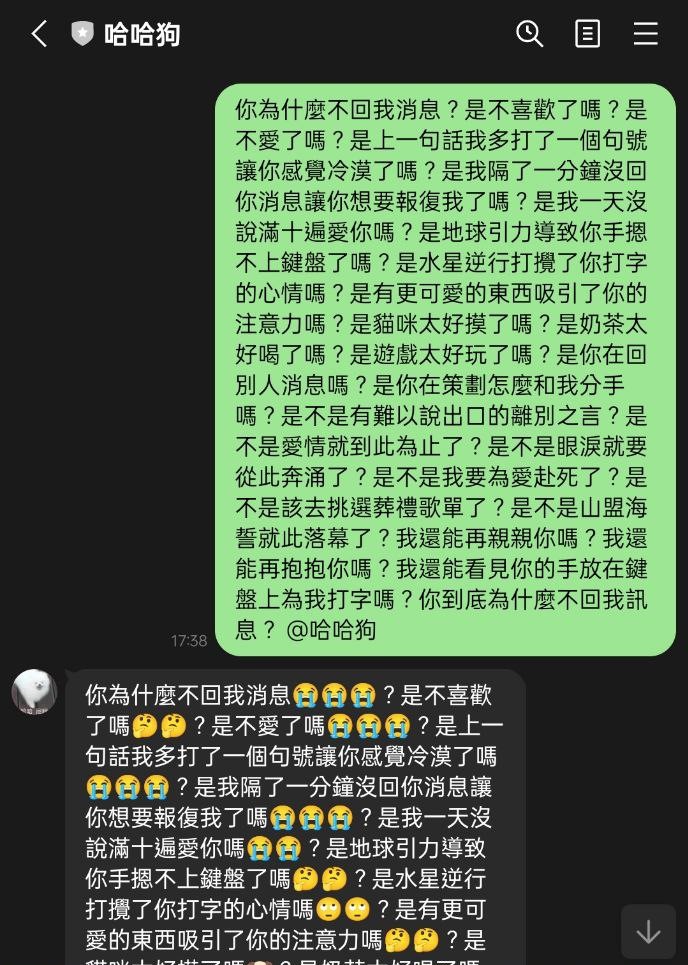 哈哈狗
你為什麼不回我消息？是不喜歡了嗎？是
不愛了嗎？是上一句話我多打了一個句號
讓你感覺冷漠了嗎？是我隔了一分鐘沒回
你消息讓你想要報復我了嗎？是我一天沒
說滿十遍愛你嗎？是地球引力導致你手摁
不上鍵盤了嗎？是水星逆行打攪了你打字
的心情嗎？是有更可愛的東西吸引了你的
注意力嗎？是貓咪太好摸了嗎？是奶茶太
好喝了嗎？是遊戲太好玩了嗎？是你在回
別人消息嗎？是你在策劃怎麼和我分手
嗎？是不是有難以說出口的離別之言？是
不是愛情就到此為止了？是不是眼淚就要
從此奔涌了？是不是我要為愛赴死了？是
不是該去挑選葬禮歌單了？是不是山盟海
誓就此落幕了？我還能再親親你嗎？我還
能再抱抱你嗎？我還能看見你的手放在鍵
盤上為我打字嗎？你到底為什麼不回我訊
息？ @哈哈狗
17:38
你為什麼不回我消息😭😭😭？是不喜歡
了嗎🤔🤔？是不愛了嗎😭😭😭？是上一
句話我多打了一個句號讓你感覺冷漠了嗎
😭😭😭？是我隔了一分鐘沒回你消息讓
你想要報復我了嗎😭😭😭？是我一天沒
說滿十遍愛你嗎😭😭？是地球引力導致
你手摁不上鍵盤了嗎🤔🤔？是水星逆行
打攪了你打字的心情嗎🙄🙄？是有更可
愛的東西吸引了你的注意力嗎🤔🤔？是